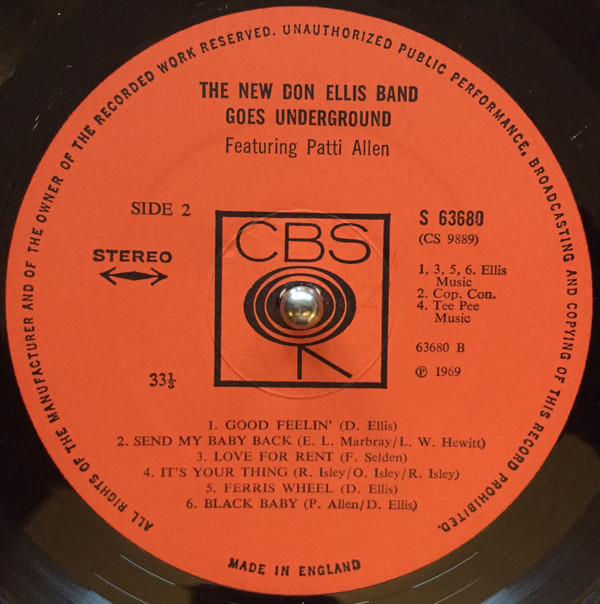 ALL RIGHTS OF THE MANUFACTURER AND OF THE OWNER OF THE RECORDED WORK RESERVED. UNAUTHORIZED PUBLIC PERFORMANCE, BROADCASTING AND COPYING OF THIS RECORD PROHIBITED.
THE NEW DON ELLIS BAND
GOES UNDERGROUND
Featuring Patti Allen
SIDE 2
STEREO
33⅓
CBS
S 63680
(CS 9889)
1, 3, 5, 6. Ellis
Music
2. Cop. Con.
4. Tee Pee
Music
63680 B
℗ 1969
1. GOOD FEELIN' (D. Ellis)
2. SEND MY BABY BACK (E. L. Marbray/L. W. Hewitt)
3. LOVE FOR RENT (F. Selden)
4. IT'S YOUR THING (R. Isley/O. Isley/R. Isley)
5. FERRIS WHEEL (D. Ellis)
6. BLACK BABY (P. Allen/D. Ellis)
MADE IN ENGLAND